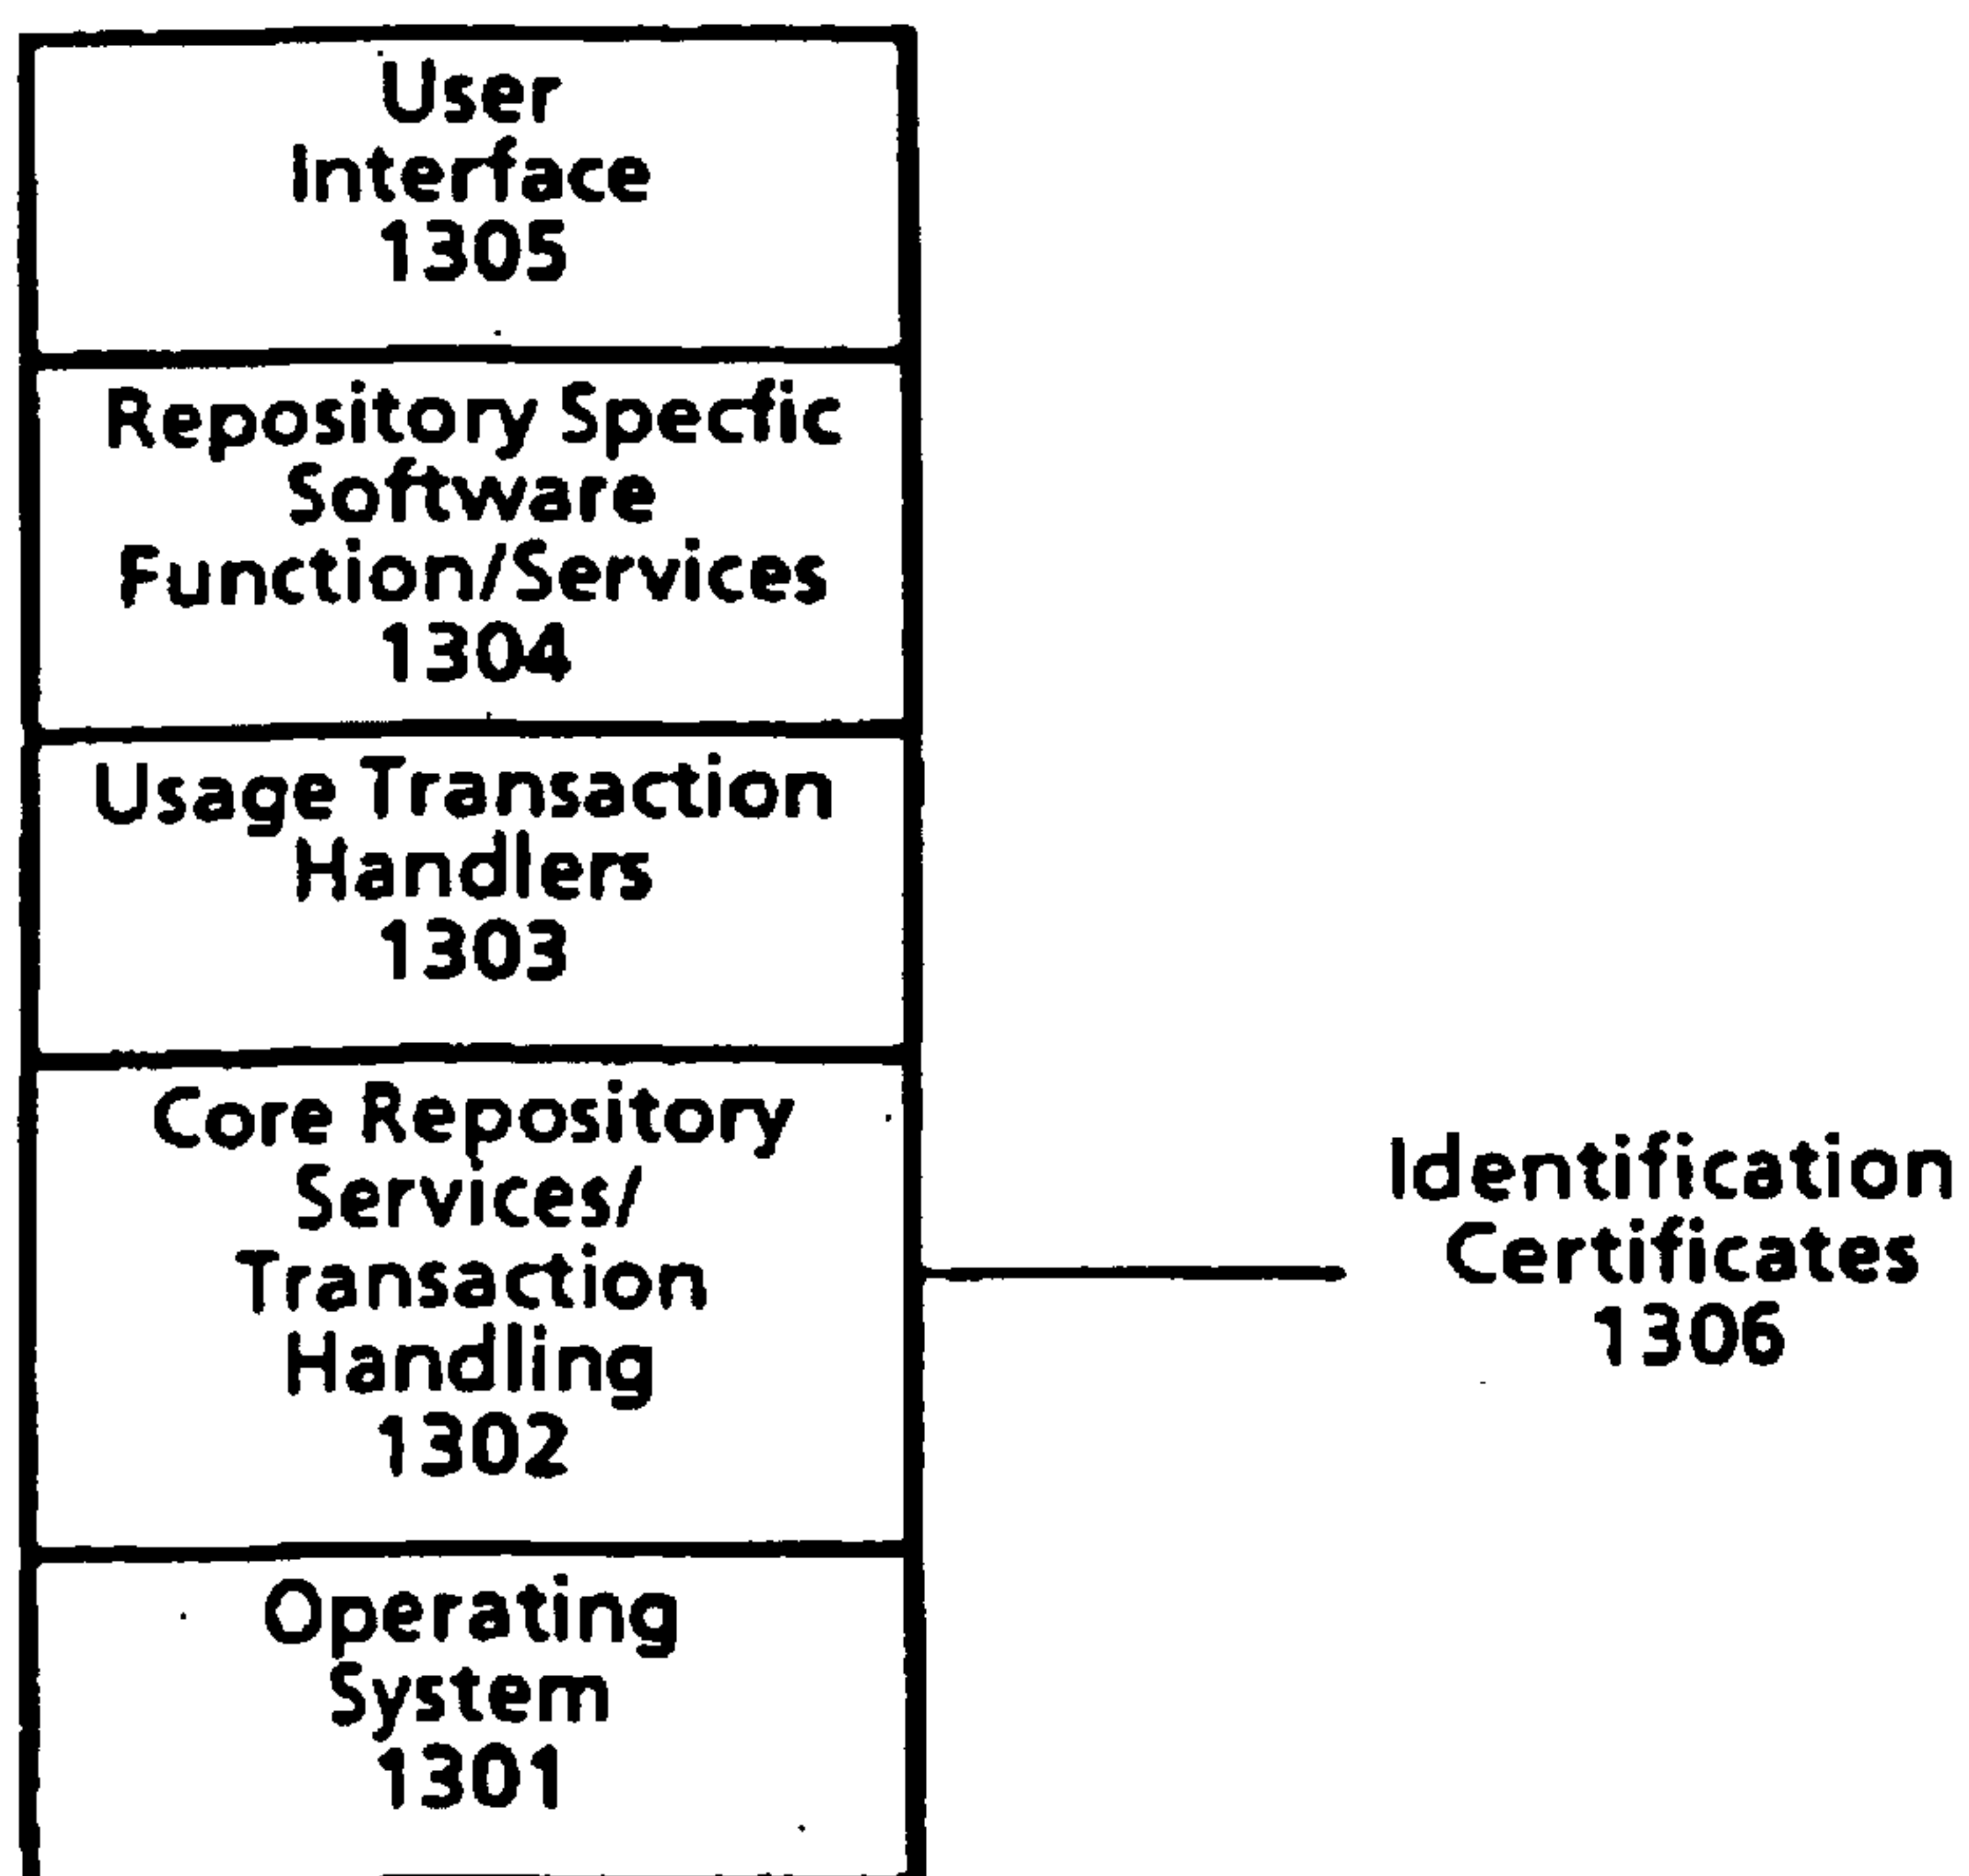 User
Interface
1305
Repository Specfic
Software
Function/Services
1304
Usage Transaction
Handlers
1303
Core Repository
Services/
Transaction
Handling
1302
Identification
Certificates
1306
Operating
System
1301